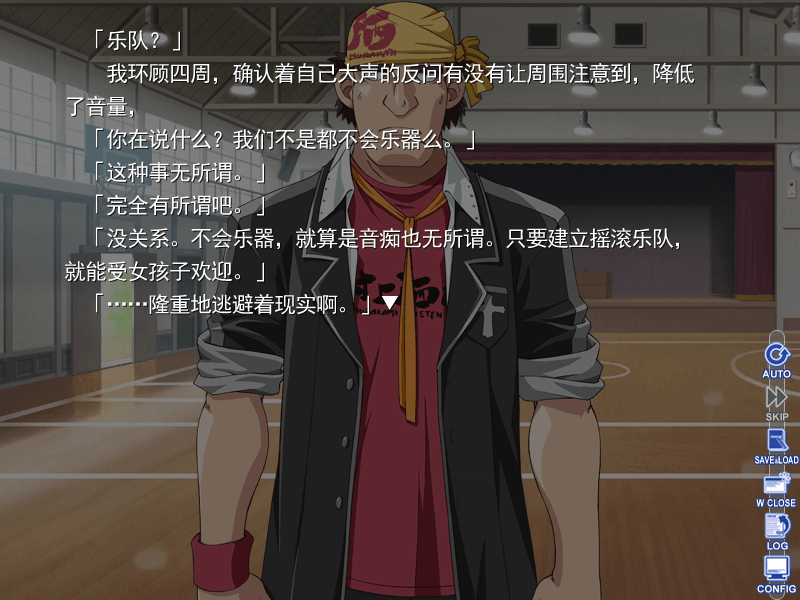 「乐队？」
我环顾四周，确认着自己大声的反问有没有让周围注意到，降低
了音量，
「你在说什么？我们不是都不会乐器么。」
「这种事无所谓。」
「完全有所谓吧。」
「没关系。不会乐器，就算是音痴也无所谓。只要建立摇滚乐队，
就能受女孩子欢迎。」
「……隆重地逃避着现实啊。」▼
AUTO
SKIP
SAVE&LOAD
W CLOSE
LOG
CONFIG